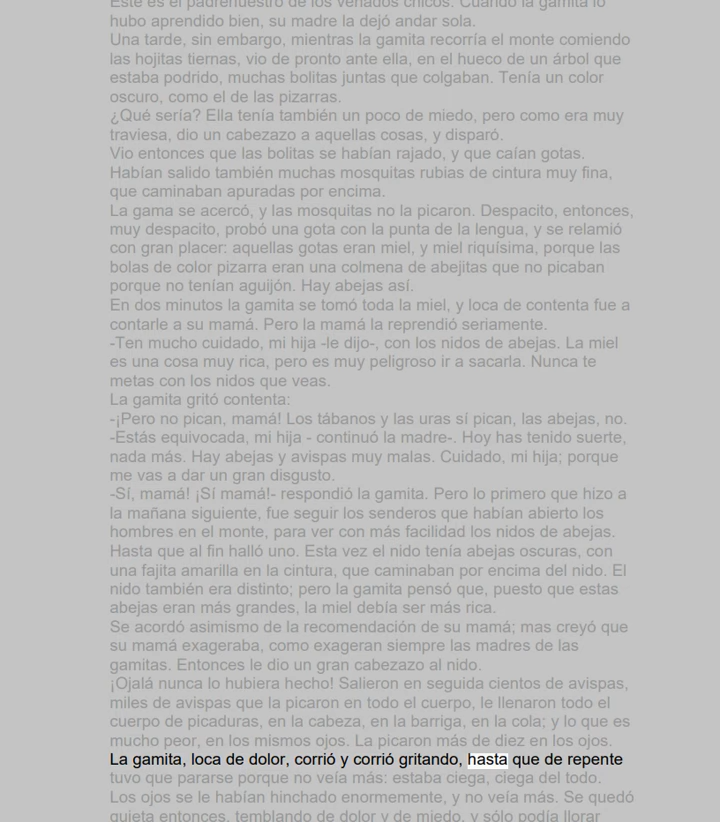 Este es el padrenuestro de los venados chicos. Cuando la gamita lo
hubo aprendido bien, su madre la dejó andar sola.
Una tarde, sin embargo, mientras la gamita recorría el monte comiendo
las hojitas tiernas, vio de pronto ante ella, en el hueco de un árbol que
estaba podrido, muchas bolitas juntas que colgaban. Tenía un color
oscuro, como el de las pizarras.
¿Qué sería? Ella tenía también un poco de miedo, pero como era muy
traviesa, dio un cabezazo a aquellas cosas, y disparó.
Vio entonces que las bolitas se habían rajado, y que caían gotas.
Habían salido también muchas mosquitas rubias de cintura muy fina,
que caminaban apuradas por encima.
La gama se acercó, y las mosquitas no la picaron. Despacito, entonces,
muy despacito, probó una gota con la punta de la lengua, y se relamió
con gran placer: aquellas gotas eran miel, y miel riquísima, porque las
bolas de color pizarra eran una colmena de abejitas que no picaban
porque no tenían aguijón. Hay abejas así.
En dos minutos la gamita se tomó toda la miel, y loca de contenta fue a
contarle a su mamá. Pero la mamá la reprendió seriamente.
-Ten mucho cuidado, mi hija -le dijo-, con los nidos de abejas. La miel
es una cosa muy rica, pero es muy peligroso ir a sacarla. Nunca te
metas con los nidos que veas.
La gamita gritó contenta:
-¡Pero no pican, mamá! Los tábanos y las uras sí pican, las abejas, no.
-Estás equivocada, mi hija - continuó la madre-. Hoy has tenido suerte,
nada más. Hay abejas y avispas muy malas. Cuidado, mi hija; porque
me vas a dar un gran disgusto.
-Sí, mamá! ¡Sí mamá!- respondió la gamita. Pero lo primero que hizo a
la mañana siguiente, fue seguir los senderos que habían abierto los
hombres en el monte, para ver con más facilidad los nidos de abejas.
Hasta que al fin halló uno. Esta vez el nido tenía abejas oscuras, con
una fajita amarilla en la cintura, que caminaban por encima del nido. El
nido también era distinto; pero la gamita pensó que, puesto que estas
abejas eran más grandes, la miel debía ser más rica.
Se acordó asimismo de la recomendación de su mamá; mas creyó que
su mamá exageraba, como exageran siempre las madres de las
gamitas. Entonces le dio un gran cabezazo al nido.
¡Ojalá nunca lo hubiera hecho! Salieron en seguida cientos de avispas,
miles de avispas que la picaron en todo el cuerpo, le llenaron todo el
cuerpo de picaduras, en la cabeza, en la barriga, en la cola; y lo que es
mucho peor, en los mismos ojos. La picaron más de diez en los ojos.
La gamita, loca de dolor, corrió y corrió gritando, hasta que de repente
tuvo que pararse porque no veía más: estaba ciega, ciega del todo.
Los ojos se le habían hinchado enormemente, y no veía más. Se quedó
quieta entonces, temblando de dolor y de miedo, y sólo podía llorar